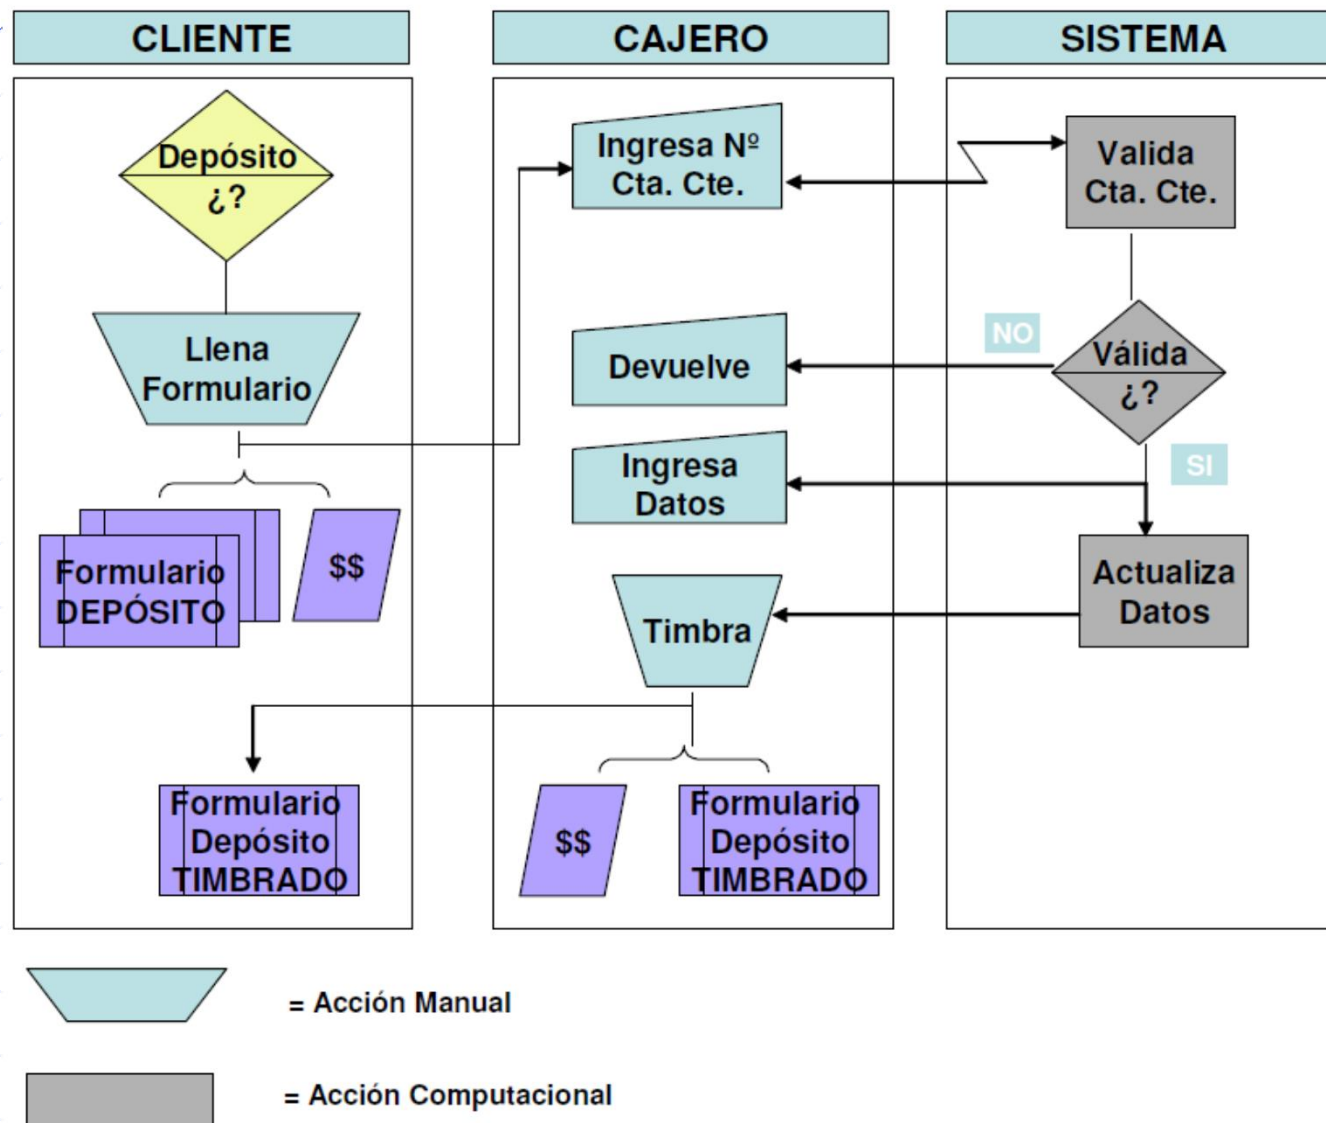 CLIENTE
CAJERO
SISTEMA
Depósito
¿?
Llena
Formulario
Formulario
DEPÓSITO
$$
Formulario
Depósito
TIMBRADO
Ingresa Nº
Cta. Cte.
Devuelve
Ingresa
Datos
Timbra
$$
Formulario
Depósito
TIMBRADO
Valida
Cta. Cte.
NO
Válida
¿?
SI
Actualiza
Datos
= Acción Manual
= Acción Computacional